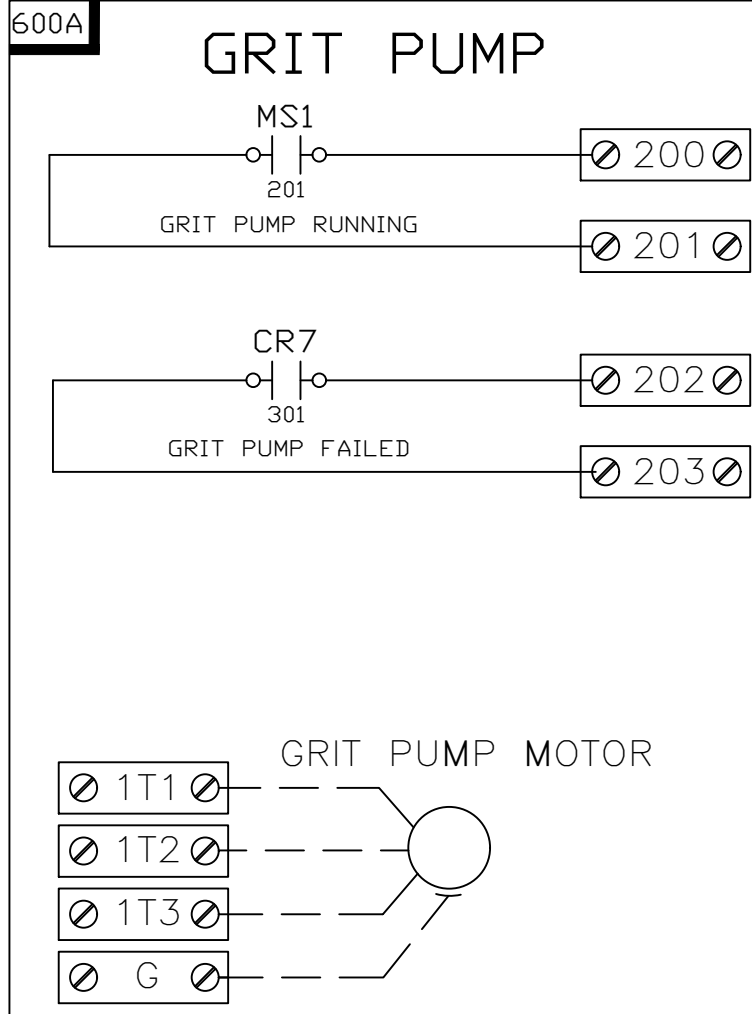 600A
GRIT PUMP
MS1
200
201
GRIT PUMP RUNNING
201
CR7
202
301
GRIT PUMP FAILED
203
GRIT PUMP MOTOR
1T1
1T2
1T3
G